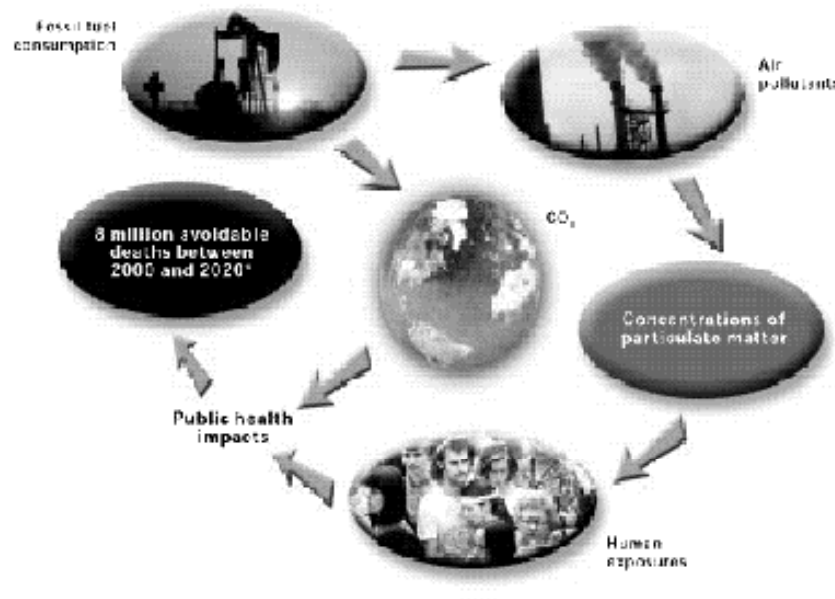 Fossil fuel
consumption
Air
pollutants
CO₂
8 million avoidable
deaths between
2000 and 2020*
Concentrations of
particulate matter
Public health
impacts
Human
exposures